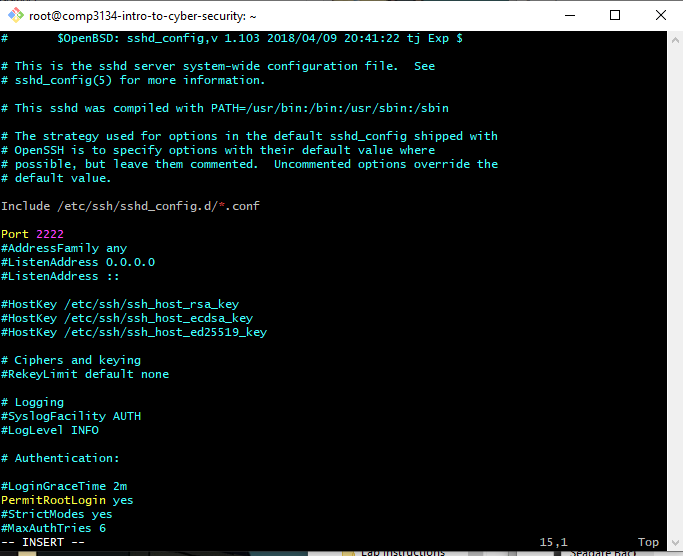 root@comp3134-intro-to-cyber-security: ~
#       $OpenBSD: sshd_config,v 1.103 2018/04/09 20:41:22 tj Exp $
# This is the sshd server system-wide configuration file.  See
# sshd_config(5) for more information.
# This sshd was compiled with PATH=/usr/bin:/bin:/usr/sbin:/sbin
# The strategy used for options in the default sshd_config shipped with
# OpenSSH is to specify options with their default value where
# possible, but leave them commented.  Uncommented options override the
# default value.
Include /etc/ssh/sshd_config.d/*.conf
Port 2222
#AddressFamily any
#ListenAddress 0.0.0.0
#ListenAddress ::
#HostKey /etc/ssh/ssh_host_rsa_key
#HostKey /etc/ssh/ssh_host_ecdsa_key
#HostKey /etc/ssh/ssh_host_ed25519_key
# Ciphers and keying
#RekeyLimit default none
# Logging
#SyslogFacility AUTH
#LogLevel INFO
# Authentication:
#LoginGraceTime 2m
PermitRootLogin yes
#StrictModes yes
#MaxAuthTries 6
-- INSERT -- 15,1 Top
Lab Instructions